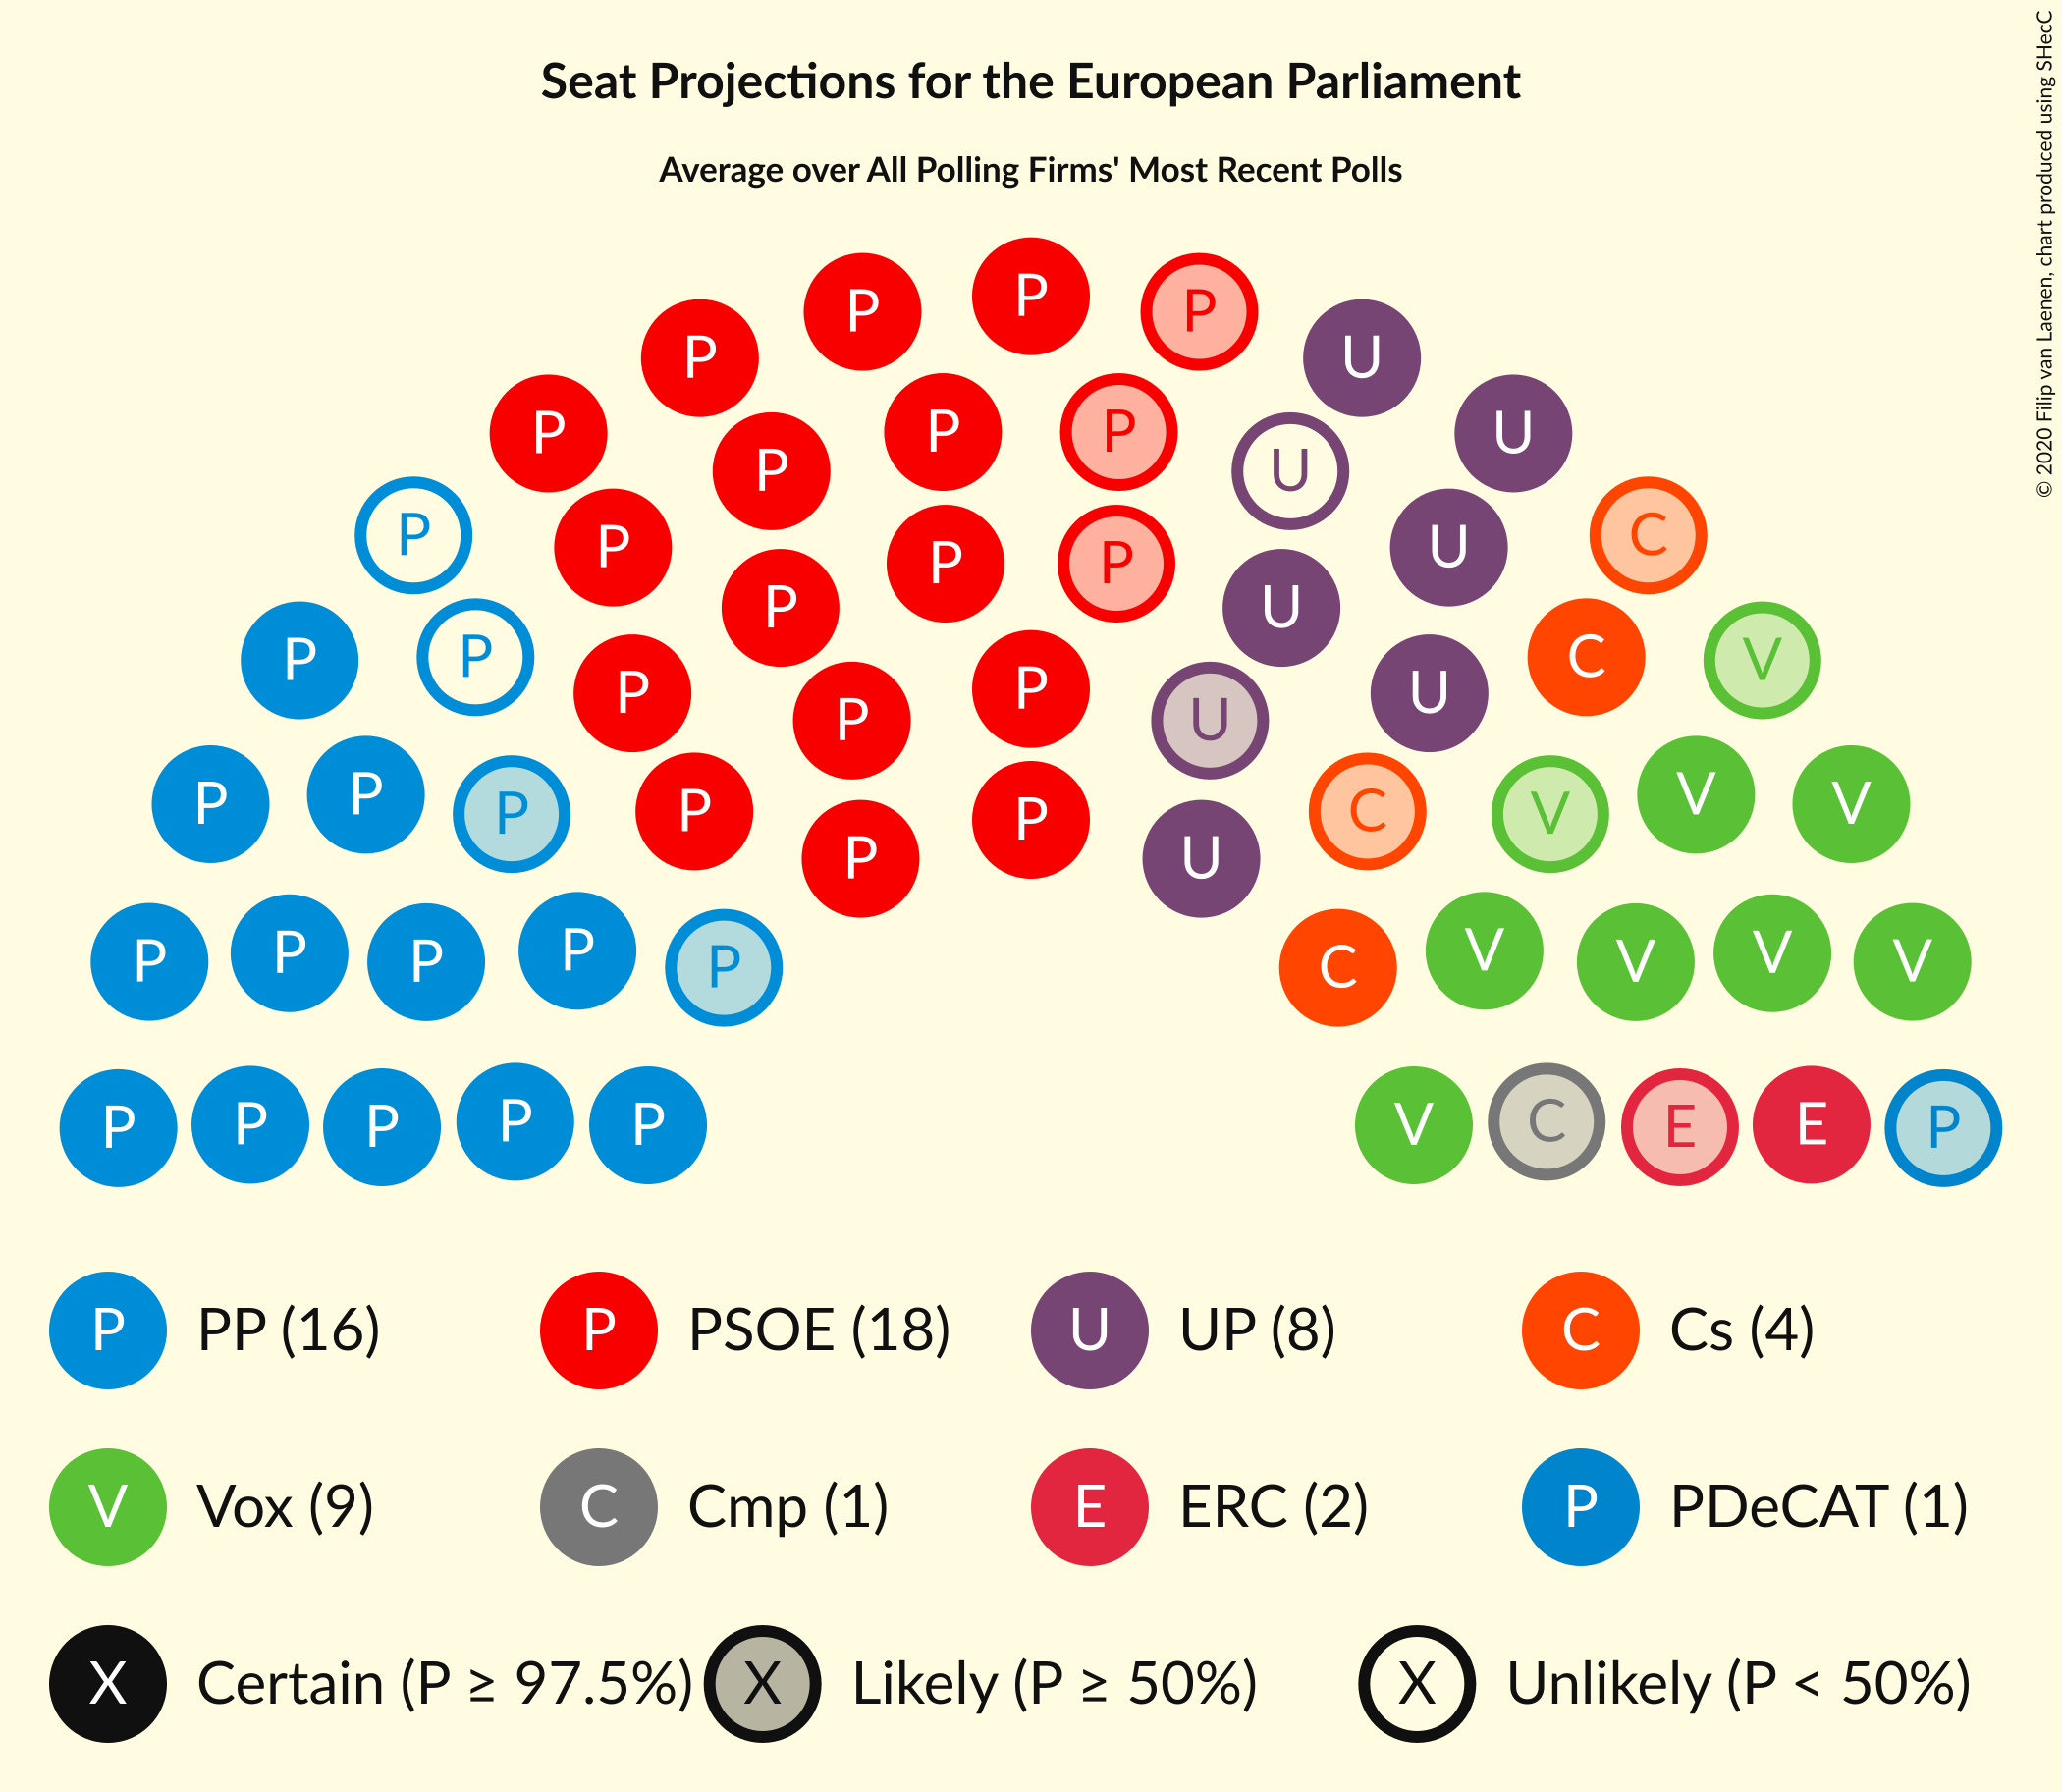 Seat Projections for the European Parliament
Average over All Polling Firms' Most Recent Polls
© 2020 Filip van Laenen, chart produced using SHecC
P
P P
P U
P P P U
P U
P C
P U
P P
P U
P P C V
P P U
P U
P P P P P C V V V
P U
P P P P P C V V V V
P P P P P V C E E P
P PP (16) P PSOE (18) U UP (8) C Cs (4)
V Vox (9) C Cmp (1) E ERC (2) P PDeCAT (1)
X Certain (P ≥ 97.5%) X Likely (P ≥ 50%) X Unlikely (P < 50%)